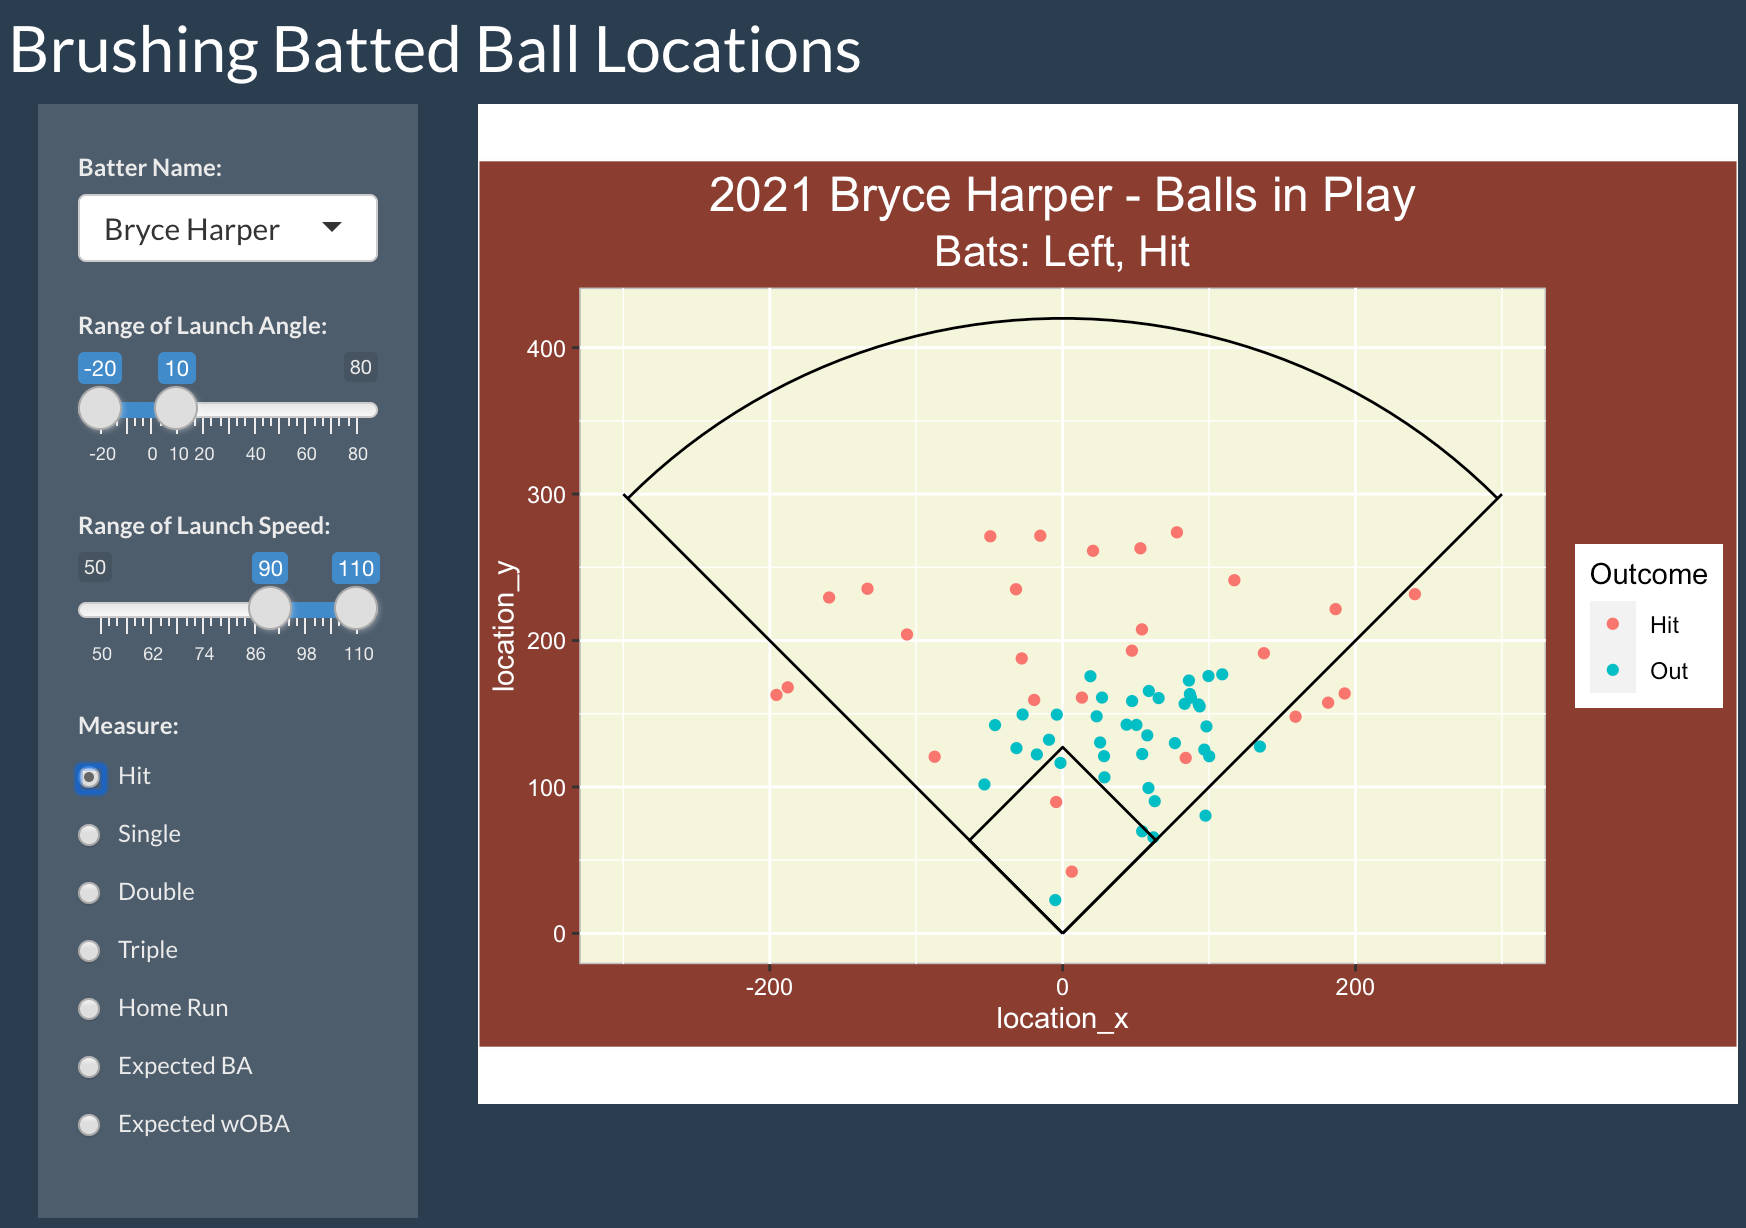 Brushing Batted Ball Locations
Batter Name:
Bryce Harper
Range of Launch Angle:
-20 10 80
-20 0 10 20 40 60 80
Range of Launch Speed:
50 90 110
50 62 74 86 98 110
Measure:
Hit
Single
Double
Triple
Home Run
Expected BA
Expected wOBA
2021 Bryce Harper - Balls in Play
Bats: Left, Hit
400
300
200
100
0
location_y
-200 0 200
location_x
Outcome
Hit
Out